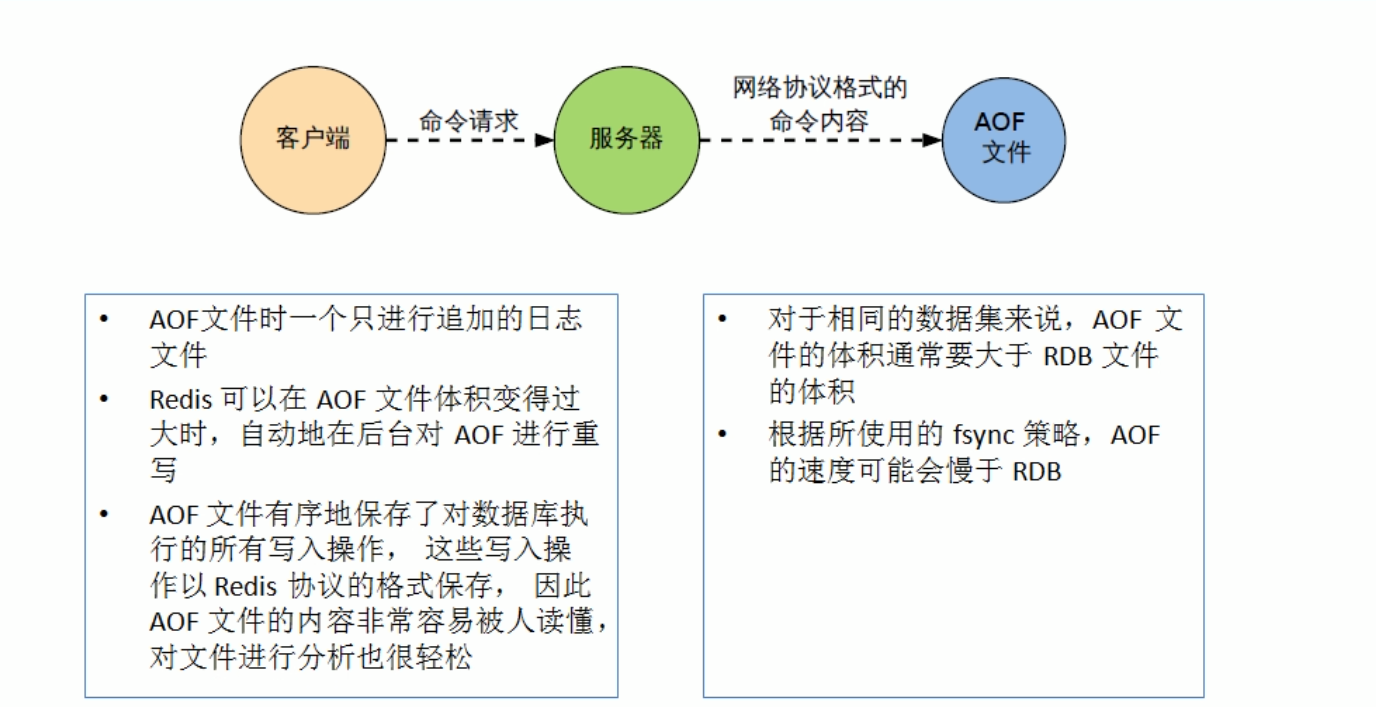 客户端
命令请求
服务器
网络协议格式的
命令内容
AOF
文件
• AOF文件时一个只进行追加的日志
文件
• Redis 可以在 AOF 文件体积变得过
大时，自动地在后台对 AOF 进行重
写
• AOF 文件有序地保存了对数据库执
行的所有写入操作， 这些写入操
作以 Redis 协议的格式保存， 因此
AOF 文件的内容非常容易被人读懂，
对文件进行分析也很轻松
• 对于相同的数据集来说，AOF 文
件的体积通常要大于 RDB 文件
的体积
• 根据所使用的 fsync 策略，AOF
的速度可能会慢于 RDB